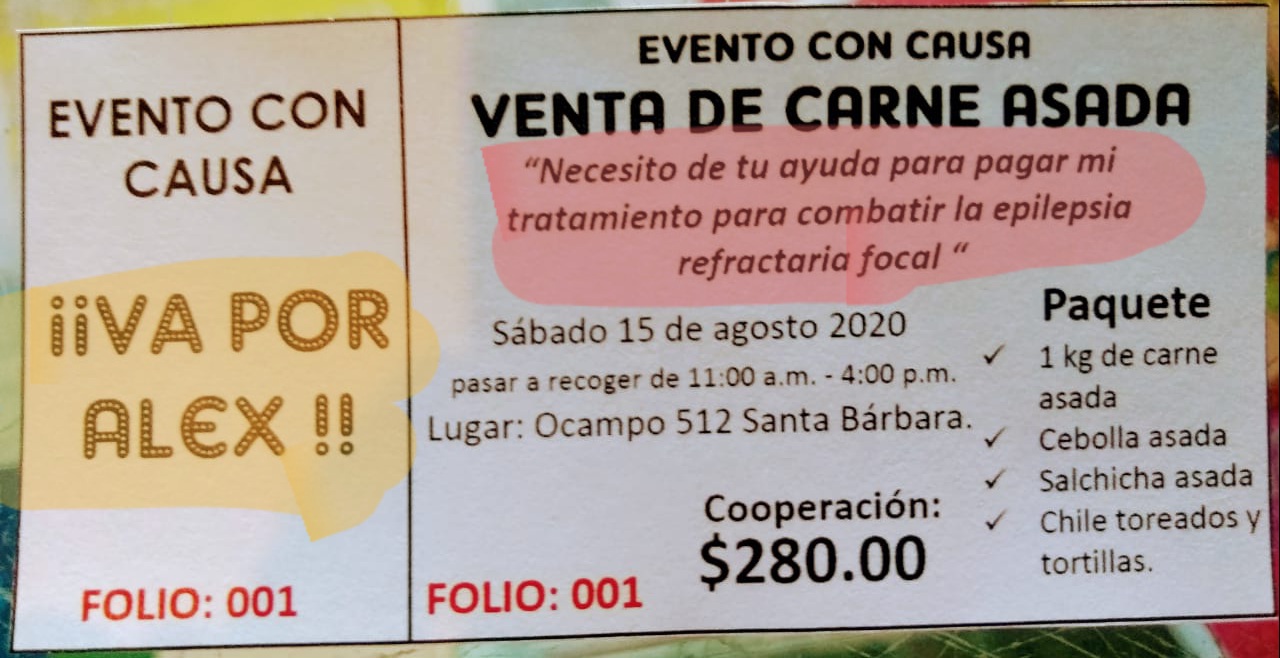 EVENTO CON
CAUSA
¡¡VA POR
ALEX !!
FOLIO: 001
EVENTO CON CAUSA
VENTA DE CARNE ASADA
“Necesito de tu ayuda para pagar mi
tratamiento para combatir la epilepsia
refractaria focal “
Sábado 15 de agosto 2020
pasar a recoger de 11:00 a.m. - 4:00 p.m.
Lugar: Ocampo 512 Santa Bárbara.
Cooperación:
$280.00
FOLIO: 001
Paquete
✓ 1 kg de carne
asada
✓ Cebolla asada
✓ Salchicha asada
✓ Chile toreados y
tortillas.